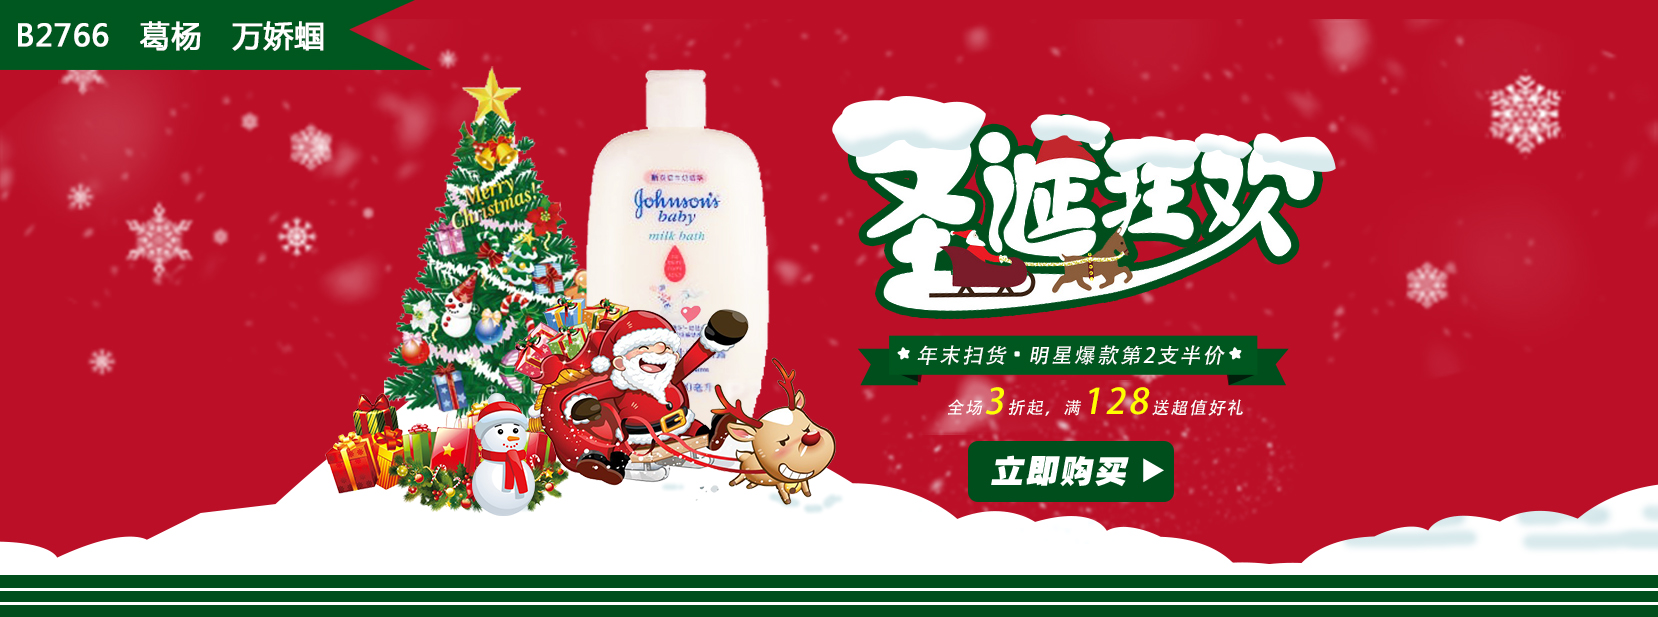 B2766 葛杨 万娇蝈
Merry
Christmas!
Johnson's
baby
milk bath
圣诞狂欢
年末扫货·明星爆款第2支半价
全场3折起，满128送超值好礼
立即购买